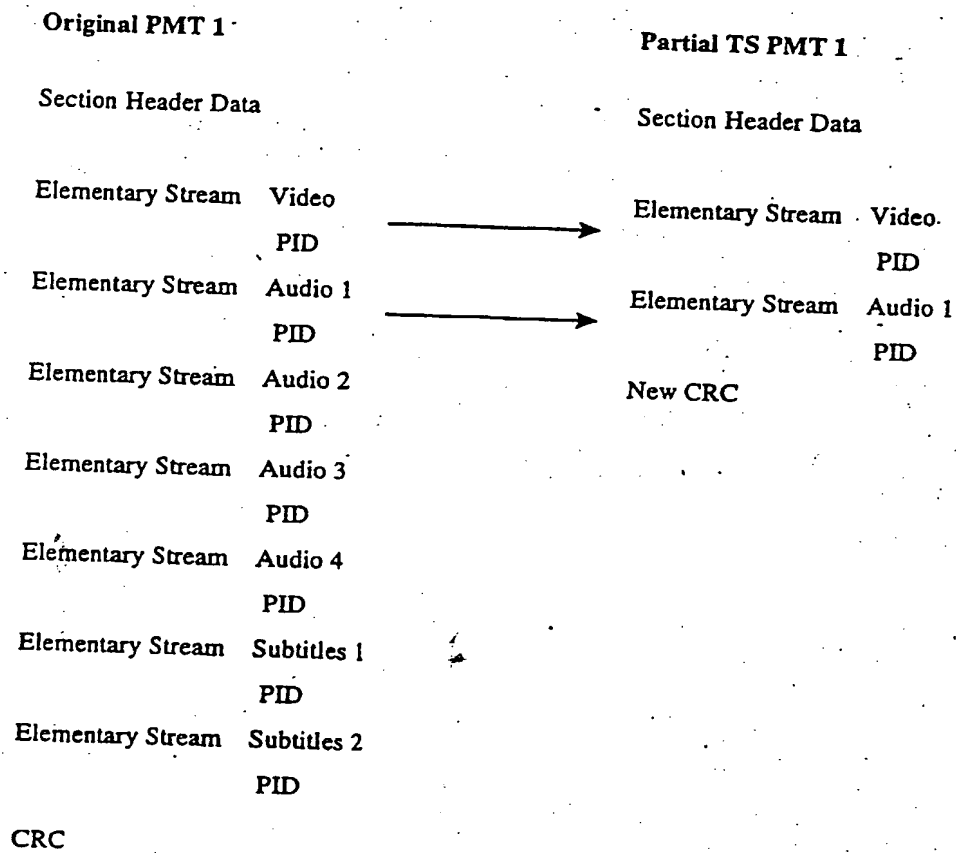 Original PMT 1
Section Header Data
Elementary Stream Video
PID
Elementary Stream Audio 1
PID
Elementary Stream Audio 2
PID
Elementary Stream Audio 3
PID
Elementary Stream Audio 4
PID
Elementary Stream Subtitles 1
PID
Elementary Stream Subtitles 2
PID
CRC
Partial TS PMT 1
Section Header Data
Elementary Stream Video
PID
Elementary Stream Audio 1
PID
New CRC